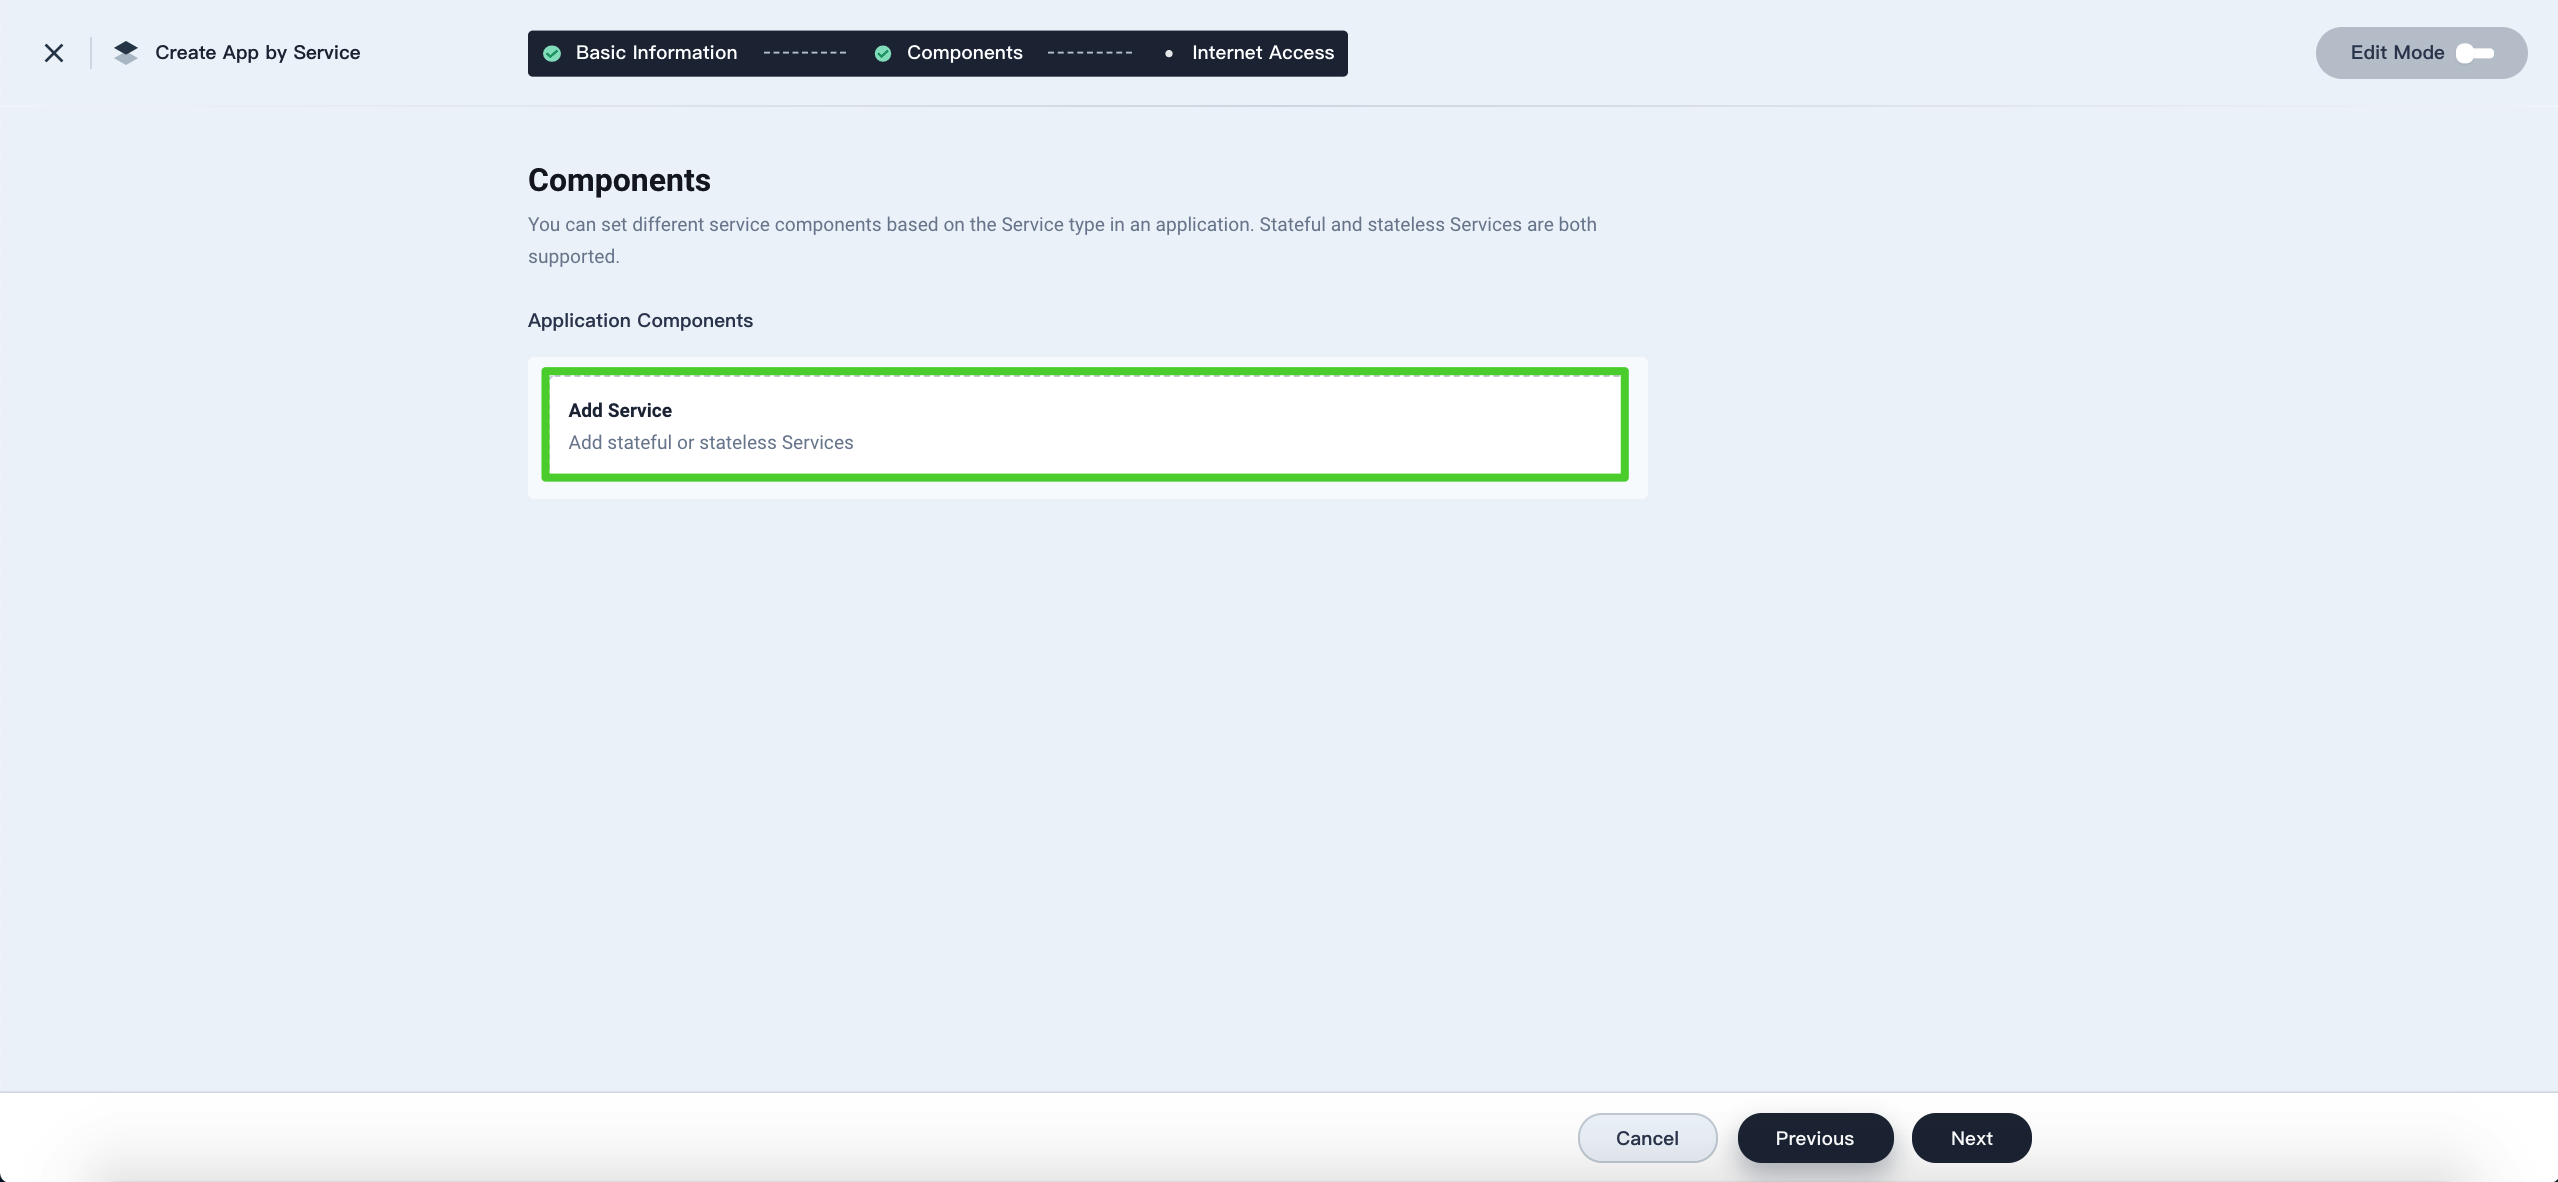 Create App by Service
Basic Information
Components
Internet Access
Edit Mode
Components
You can set different service components based on the Service type in an application. Stateful and stateless Services are both
supported.
Application Components
Add Service
Add stateful or stateless Services
Cancel
Previous
Next